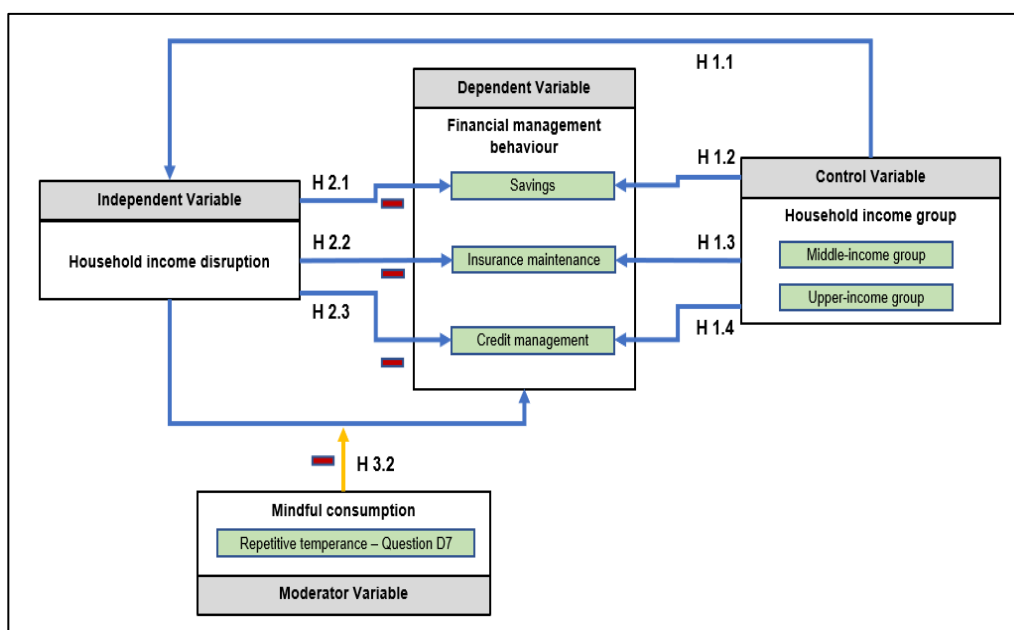 H 1.1
Dependent Variable
Financial management
behaviour
Savings
Insurance maintenance
Credit management
Independent Variable
Household income disruption
H 2.1
H 2.2
H 2.3
H 1.2
H 1.3
H 1.4
Control Variable
Household income group
Middle-income group
Upper-income group
H 3.2
Mindful consumption
Repetitive temperance – Question D7
Moderator Variable